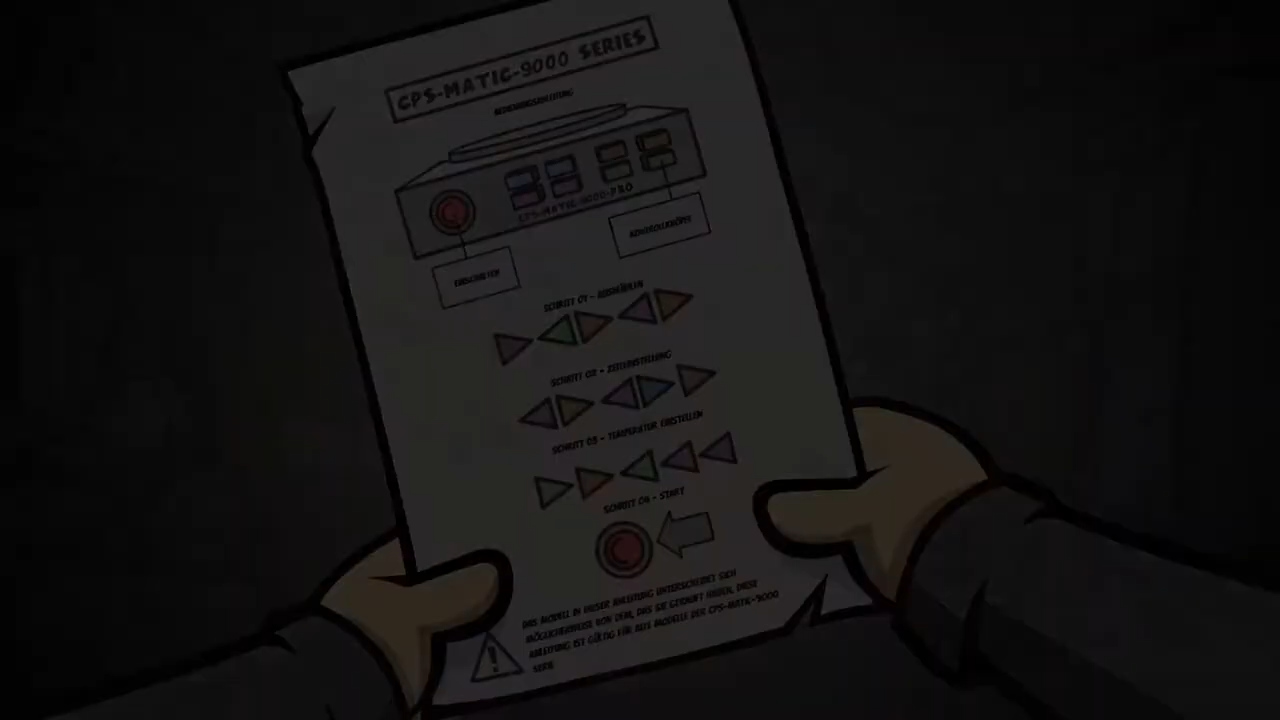 CPS-MATIC-9000 SERIES
BEDIENUNGSANLEITUNG
CPS-MATIC-9000-PRO
EINSCHALTEN
KONTROLLKNÖPFE
SCHRITT 01 - AUSWÄHLEN
SCHRITT 02 - ZEITEINSTELLUNG
SCHRITT 03 - TEMPERATUR EINSTELLEN
SCHRITT 04 - START
DAS MODELL IN DIESER ANLEITUNG UNTERSCHEIDET SICH
MÖGLICHERWEISE VON DEM, DAS SIE GEKAUFT HABEN. DIESE
ANLEITUNG IST GÜLTIG FÜR ALLE MODELLE DER CPS-MATIC-9000
SERIE
!